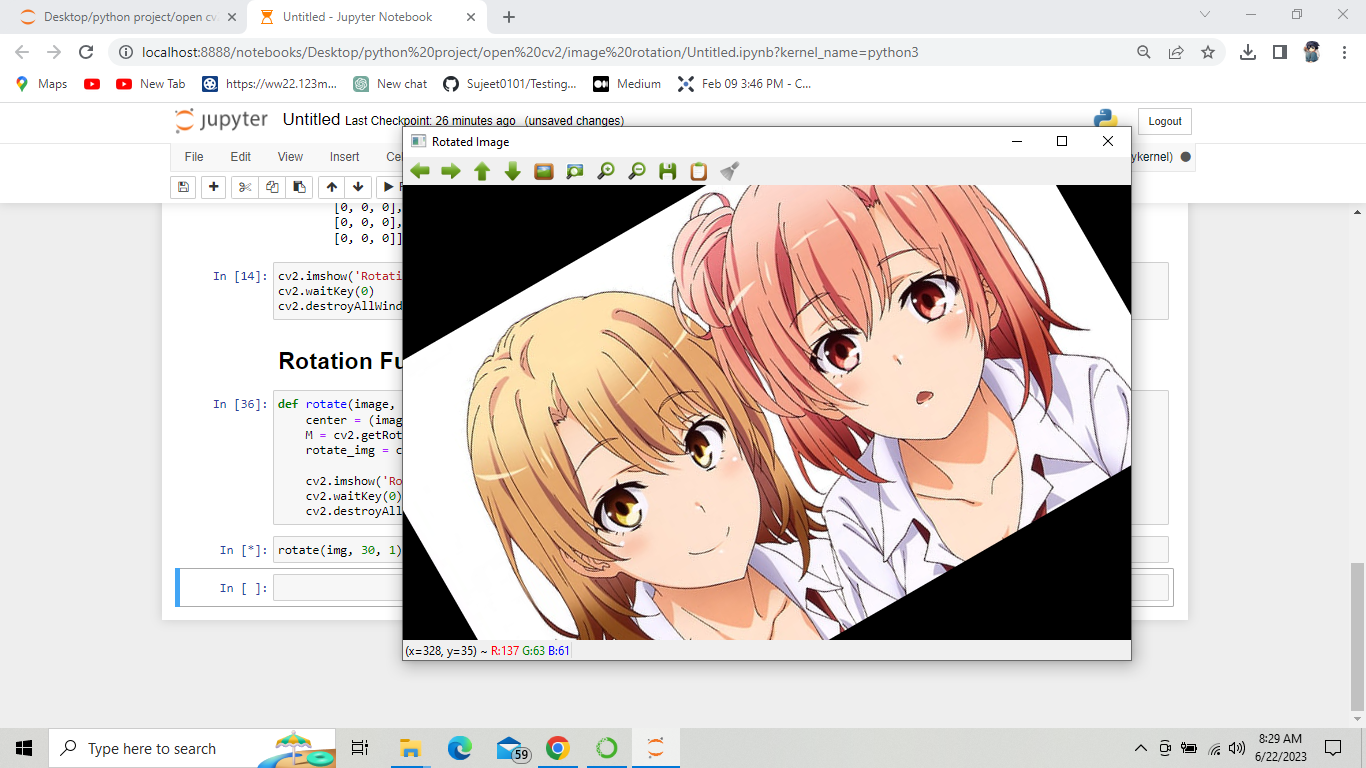 Desktop/python project/open cv
Untitled - Jupyter Notebook
localhost:8888/notebooks/Desktop/python%20project/open%20cv2/image%20rotation/Untitled.ipynb?kernel_name=python3
Maps
New Tab
https://ww22.123m...
New chat
Sujeet0101/Testing...
Medium
Feb 09 3:46 PM - C...
jupyter Untitled Last Checkpoint: 26 minutes ago (unsaved changes)
Logout
Rotated Image
File Edit View Insert
ykernel)
[0, 0, 0],
[0, 0, 0],
[0, 0, 0]]
In [14]: cv2.imshow('Rotati
cv2.waitKey(0)
cv2.destroyAllWind
Rotation Fu
In [36]: def rotate(image,
center = (imag
M = cv2.getRot
rotate_img = c
cv2.imshow('Ro
cv2.waitKey(0)
cv2.destroyAll
In [*]: rotate(img, 30, 1)
In [ ]:
(x=328, y=35) ~ R:137 G:63 B:61
Type here to search
59
8:29 AM
6/22/2023